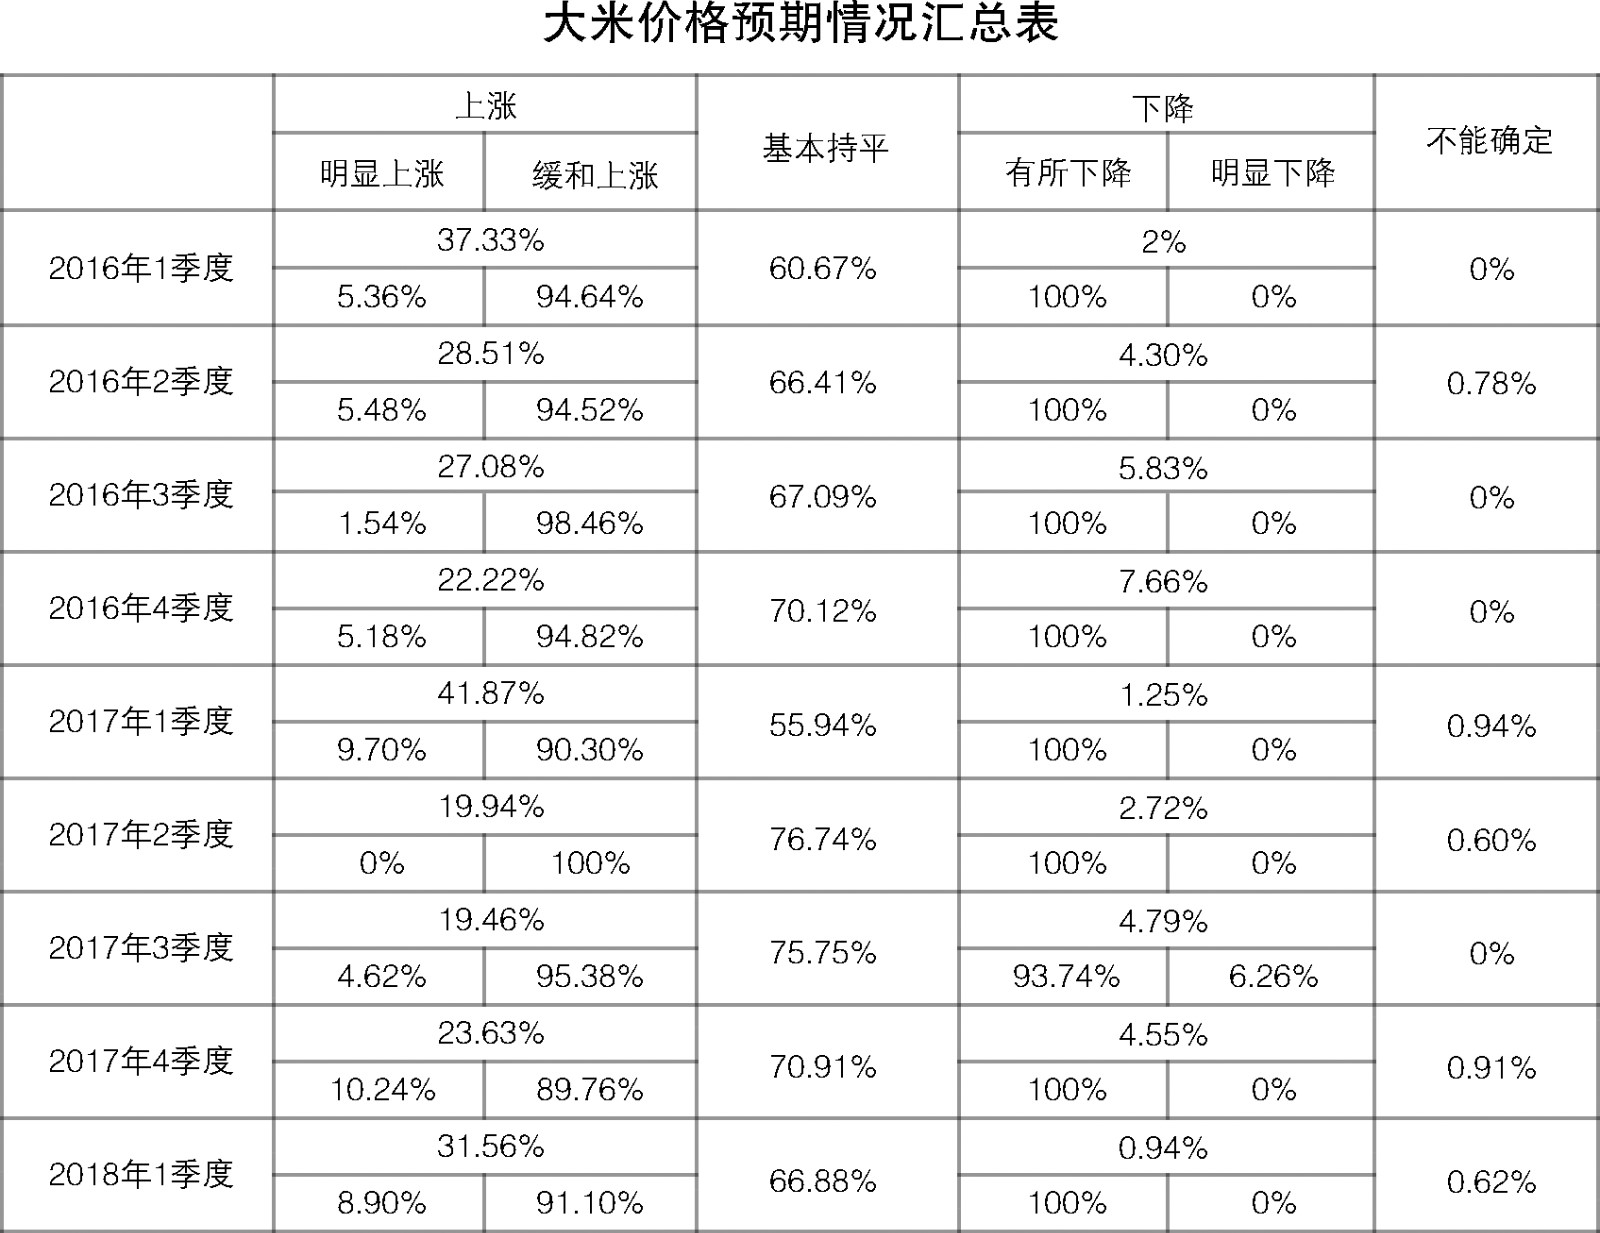 大米价格预期情况汇总表
上涨 基本持平 下降 不能确定
明显上涨 缓和上涨 有所下降 明显下降
2016年1季度 37.33% 60.67% 2% 0%
5.36% 94.64% 100% 0%
2016年2季度 28.51% 66.41% 4.30% 0.78%
5.48% 94.52% 100% 0%
2016年3季度 27.08% 67.09% 5.83% 0%
1.54% 98.46% 100% 0%
2016年4季度 22.22% 70.12% 7.66% 0%
5.18% 94.82% 100% 0%
2017年1季度 41.87% 55.94% 1.25% 0.94%
9.70% 90.30% 100% 0%
2017年2季度 19.94% 76.74% 2.72% 0.60%
0% 100% 100% 0%
2017年3季度 19.46% 75.75% 4.79% 0%
4.62% 95.38% 93.74% 6.26%
2017年4季度 23.63% 70.91% 4.55% 0.91%
10.24% 89.76% 100% 0%
2018年1季度 31.56% 66.88% 0.94% 0.62%
8.90% 91.10% 100% 0%